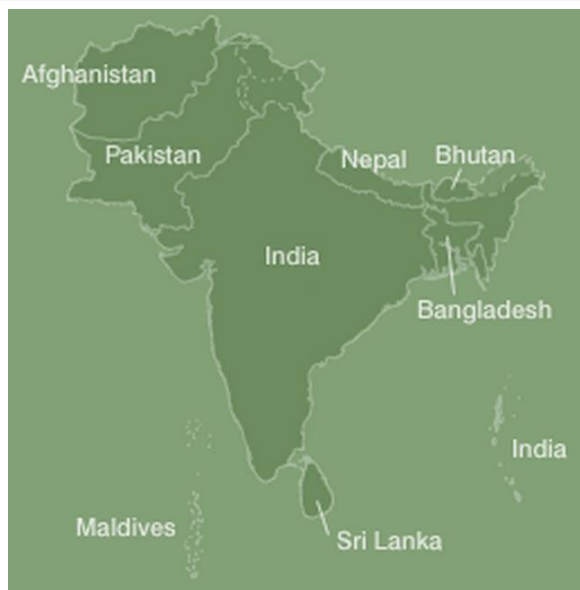 Afghanistan
Pakistan
Nepal
Bhutan
India
Bangladesh
India
Maldives
Sri Lanka